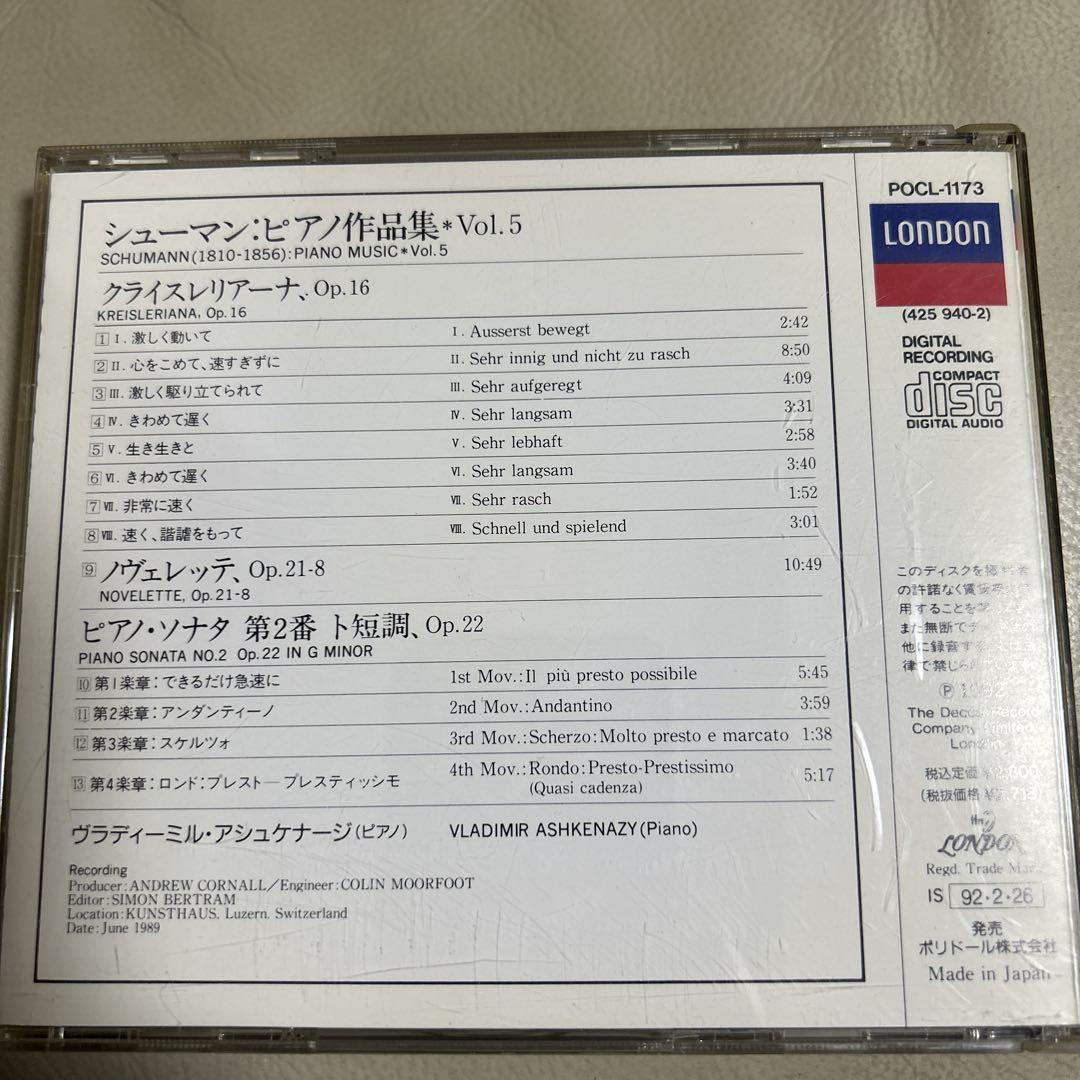 シューマン:ピアノ作品集*Vol.5
SCHUMANN(1810-1856):PIANO MUSIC*Vol.5
クライスレリアーナ、Op.16
KREISLERIANA, Op.16
1 I. 激しく動いて I. Ausserst bewegt 2:42
2 II. 心をこめて、速すぎずに II. Sehr innig und nicht zu rasch 8:50
3 III. 激しく駆り立てられて III. Sehr aufgeregt 4:09
4 IV. きわめて遅く IV. Sehr langsam 3:31
5 V. 生き生きと V. Sehr lebhaft 2:58
6 VI. きわめて遅く VI. Sehr langsam 3:40
7 VII. 非常に速く VII. Sehr rasch 1:52
8 VIII. 速く、諧謔をもって VIII. Schnell und spielend 3:01
9 ノヴェレッテ、Op.21-8 10:49
NOVELETTE, Op.21-8
ピアノ・ソナタ 第2番 ト短調、Op.22
PIANO SONATA NO.2 Op.22 IN G MINOR
10 第1楽章:できるだけ急速に 1st Mov.:Il più presto possibile 5:45
11 第2楽章:アンダンティーノ 2nd Mov.:Andantino 3:59
12 第3楽章:スケルツォ 3rd Mov.:Scherzo:Molto presto e marcato 1:38
13 第4楽章:ロンド:プレスト―プレスティッシモ 4th Mov.:Rondo:Presto-Prestissimo 5:17
(Quasi cadenza)
ヴラディーミル・アシュケナージ(ピアノ) VLADIMIR ASHKENAZY(Piano)
Recording
Producer:ANDREW CORNALL/Engineer:COLIN MOORFOOT
Editor:SIMON BERTRAM
Location:KUNSTHAUS, Luzern, Switzerland
Date:June 1989
POCL-1173
LONDON
(425 940-2)
DIGITAL
RECORDING
COMPACT
disc
DIGITAL AUDIO
このディスクを
の許諾なく賃
用することを
また無断で
他に録音す
律で禁じ
The Decca Record
Company Limited,
London
税込定価
(税抜価格
LONDON
Regd. Trade
IS 92・2・26
発売
ポリドール株式会社
Made in Japan